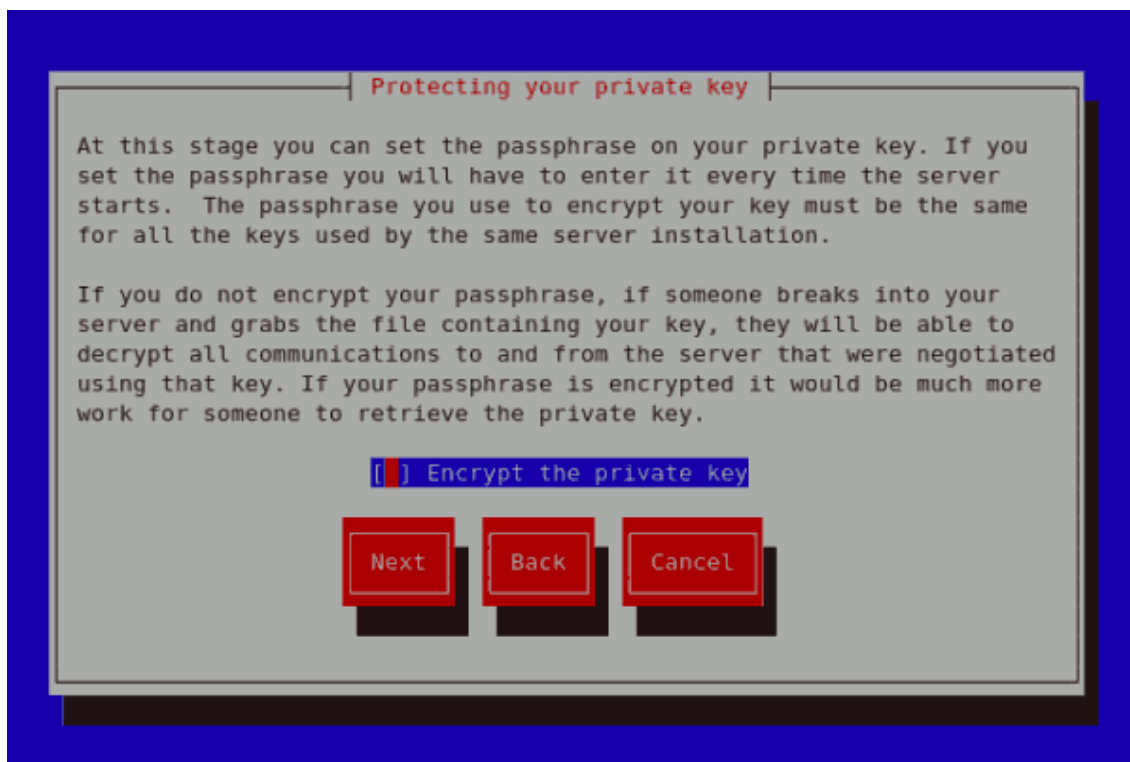 Protecting your private key
At this stage you can set the passphrase on your private key. If you
set the passphrase you will have to enter it every time the server
starts.  The passphrase you use to encrypt your key must be the same
for all the keys used by the same server installation.
If you do not encrypt your passphrase, if someone breaks into your
server and grabs the file containing your key, they will be able to
decrypt all communications to and from the server that were negotiated
using that key. If your passphrase is encrypted it would be much more
work for someone to retrieve the private key.
[ ] Encrypt the private key
Next Back Cancel